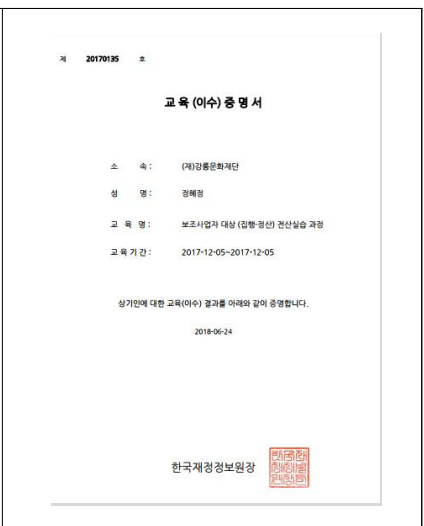 제 20170135 호
교 육 (이수) 증 명 서
소 속 : (재)강릉문화재단
성 명 : 정혜정
교 육 명 : 보조사업자 대상 (집행·정산) 전산실습 과정
교 육 기 간 : 2017-12-05~2017-12-05
상기인에 대한 교육(이수) 결과를 아래와 같이 증명합니다.
2018-06-24
한국재정정보원장